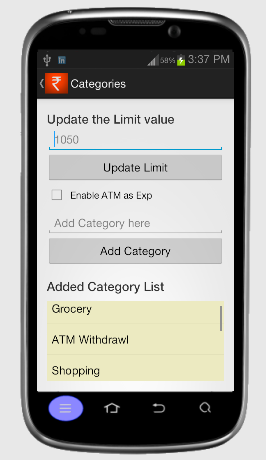 58% 3:37 PM
Categories
Update the Limit value
1050
Update Limit
Enable ATM as Exp
Add Category here
Add Category
Added Category List
Grocery
ATM Withdrawl
Shopping